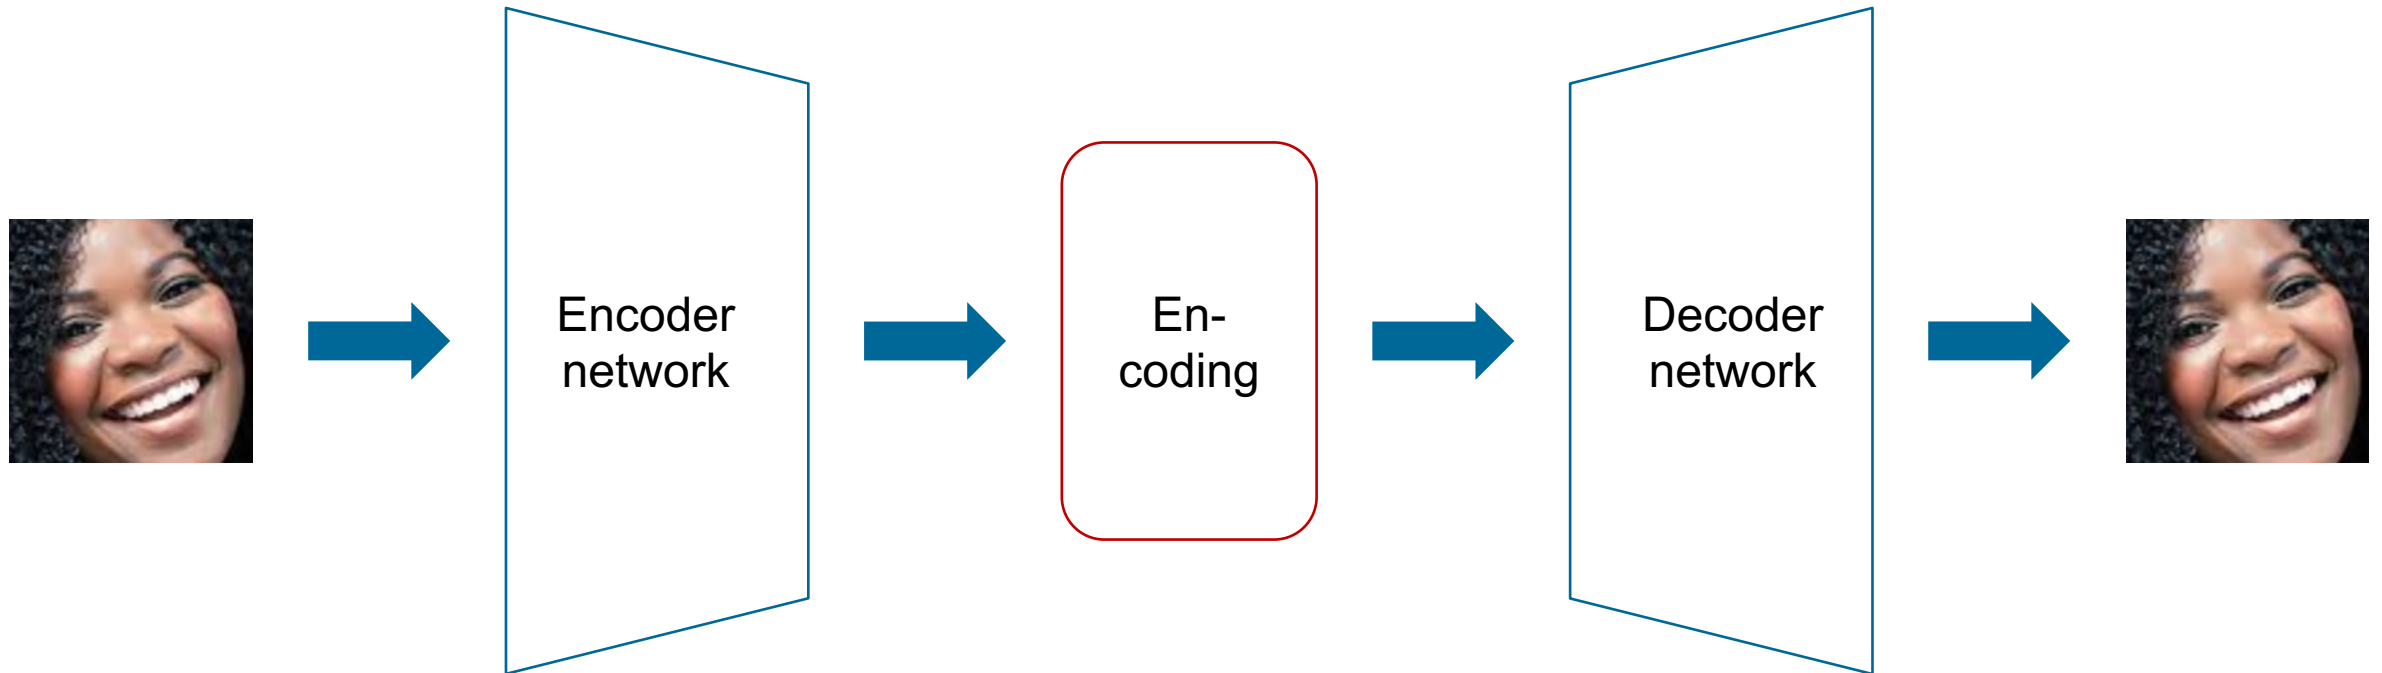 Encoder
network
En-
coding
Decoder
network